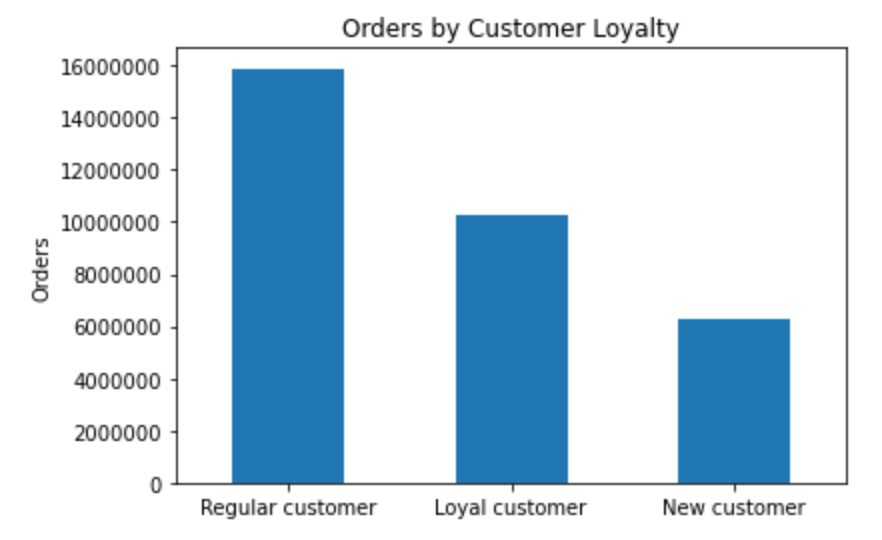 Orders by Customer Loyalty
16000000
14000000
12000000
10000000
8000000
6000000
4000000
2000000
0
Orders
Regular customer
Loyal customer
New customer